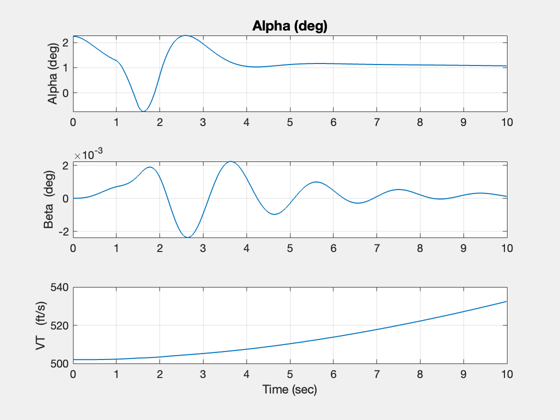 Alpha (deg)
Alpha (deg)
2
1
0
0 1 2 3 4 5 6 7 8 9 10
×10⁻³
Beta (deg)
2
0
-2
0 1 2 3 4 5 6 7 8 9 10
VT (ft/s)
540
520
500
0 1 2 3 4 5 6 7 8 9 10
Time (sec)